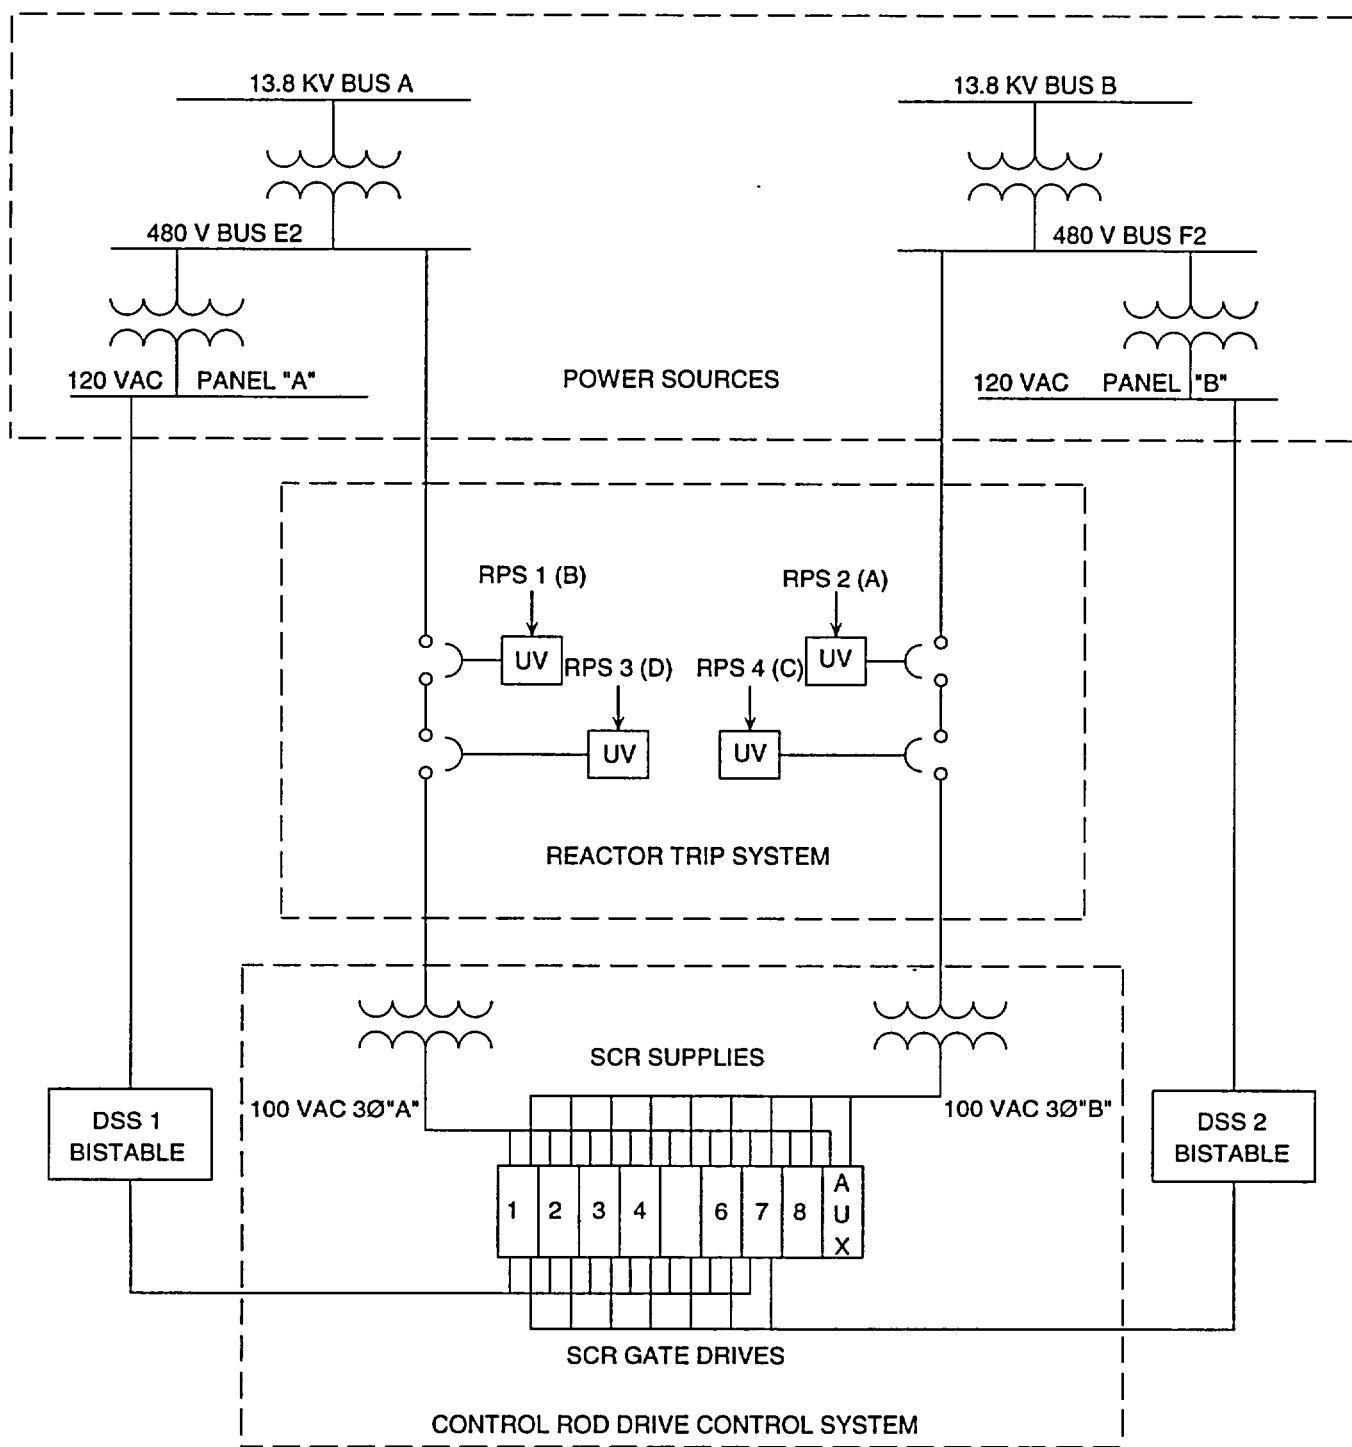 13.8 KV BUS A
13.8 KV BUS B
480 V BUS E2
480 V BUS F2
120 VAC PANEL "A"
POWER SOURCES
120 VAC PANEL "B"
RPS 1 (B)
RPS 2 (A)
UV
RPS 3 (D)
RPS 4 (C)
UV
UV
UV
REACTOR TRIP SYSTEM
SCR SUPPLIES
100 VAC 3Ø"A"
100 VAC 3Ø"B"
DSS 1
BISTABLE
DSS 2
BISTABLE
1 2 3 4 6 7 8
A
U
X
SCR GATE DRIVES
CONTROL ROD DRIVE CONTROL SYSTEM